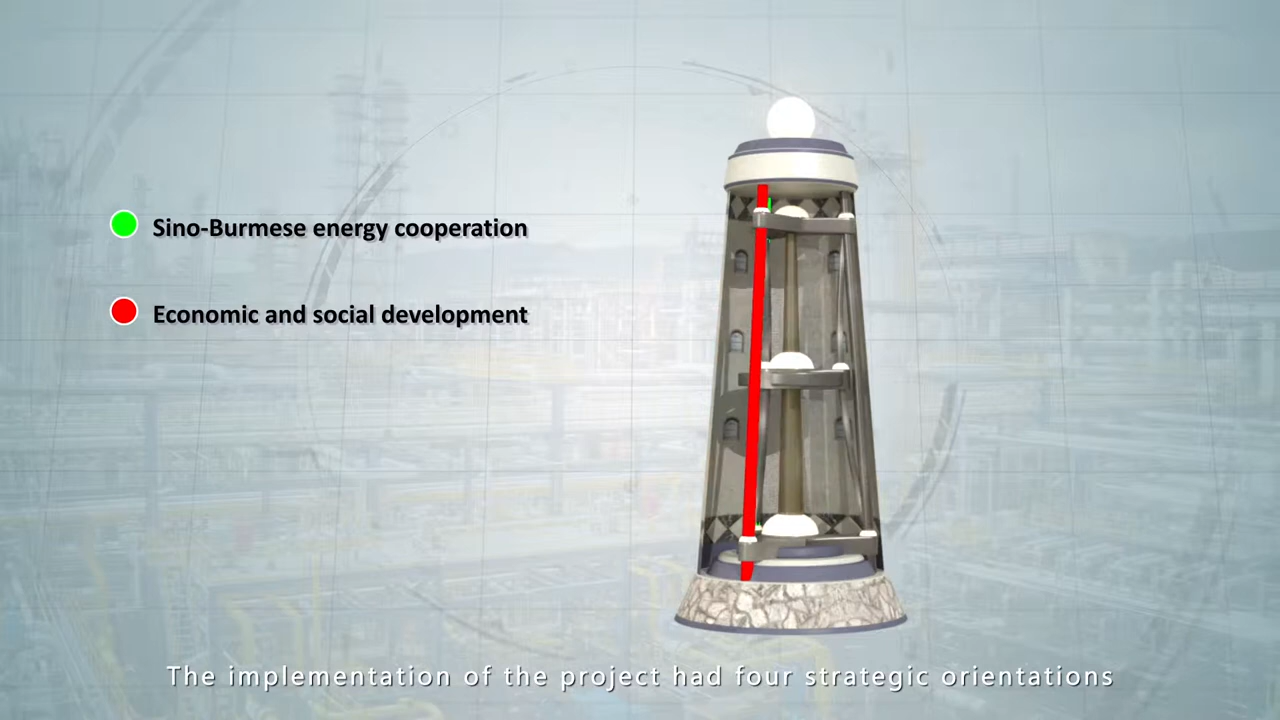 Sino-Burmese energy cooperation
Economic and social development
The implementation of the project had four strategic orientations